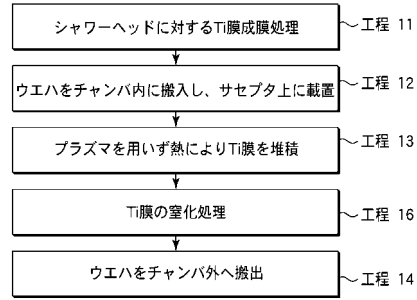 シャワーヘッドに対するTi膜成膜処理
工程 11
ウエハをチャンバ内に搬入し、サセプタ上に載置
工程 12
プラズマを用いず熱によりTi膜を堆積
工程 13
Ti膜の窒化処理
工程 16
ウエハをチャンバ外へ搬出
工程 14